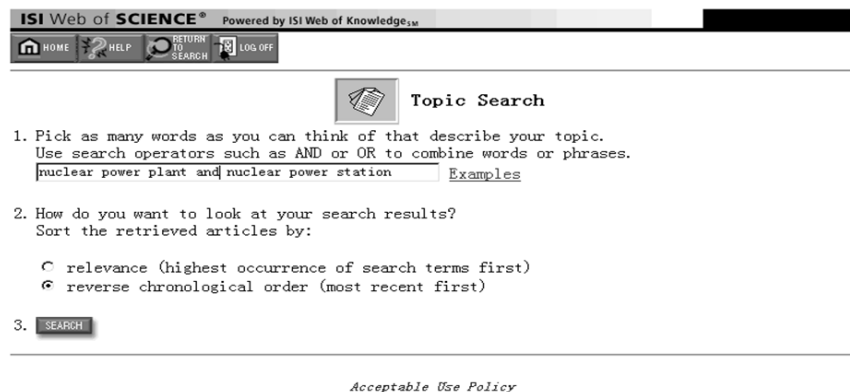 ISI Web of SCIENCE® Powered by ISI Web of Knowledge SM
HOME HELP RETURN TO SEARCH LOG OFF
Topic Search
1. Pick as many words as you can think of that describe your topic.
Use search operators such as AND or OR to combine words or phrases.
nuclear power plant and nuclear power station Examples
2. How do you want to look at your search results?
Sort the retrieved articles by:
relevance (highest occurrence of search terms first)
reverse chronological order (most recent first)
3. SEARCH
Acceptable Use Policy